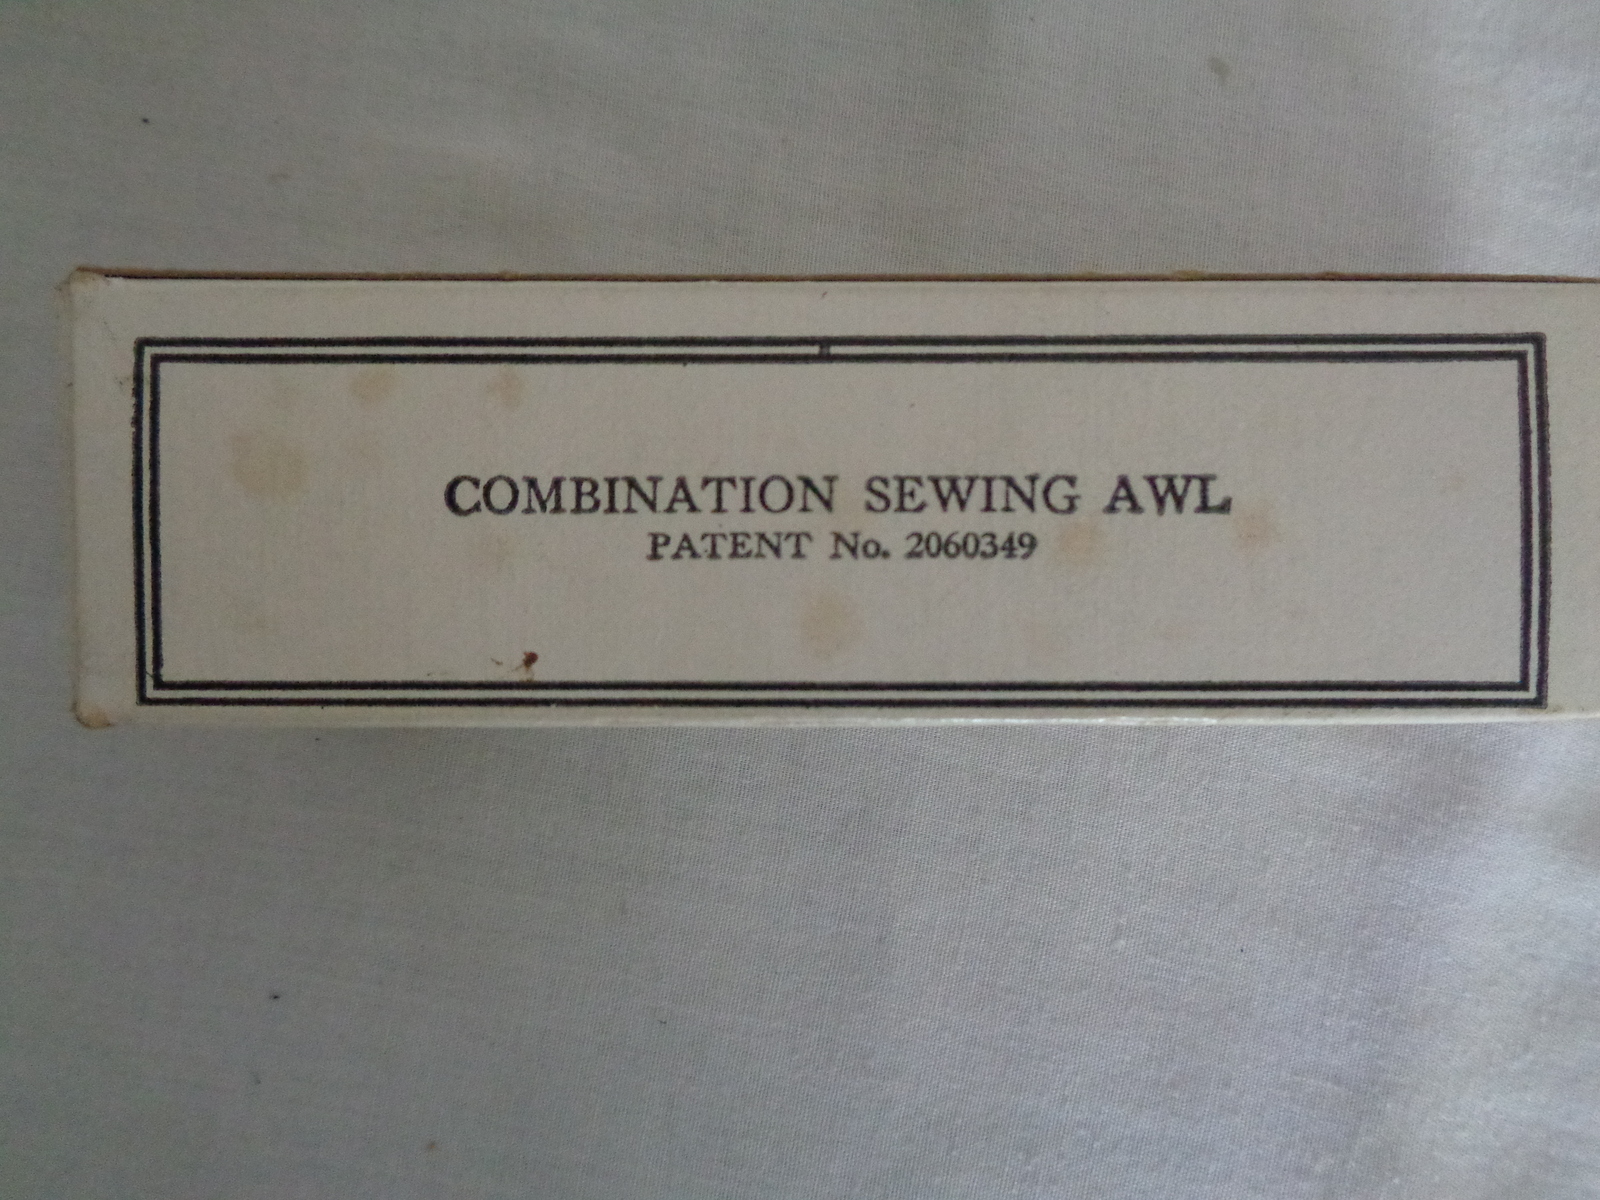 COMBINATION SEWING AWL
PATENT No. 2060349